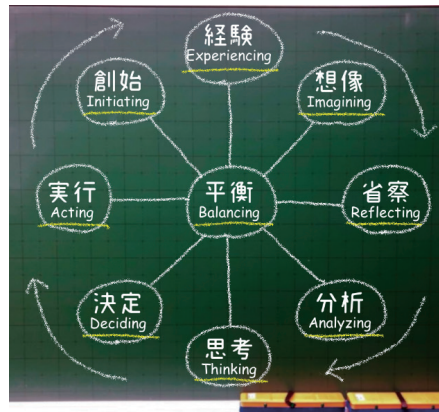 経験
Experiencing
想像
Imagining
省察
Reflecting
分析
Analyzing
思考
Thinking
決定
Deciding
実行
Acting
創始
Initiating
平衡
Balancing